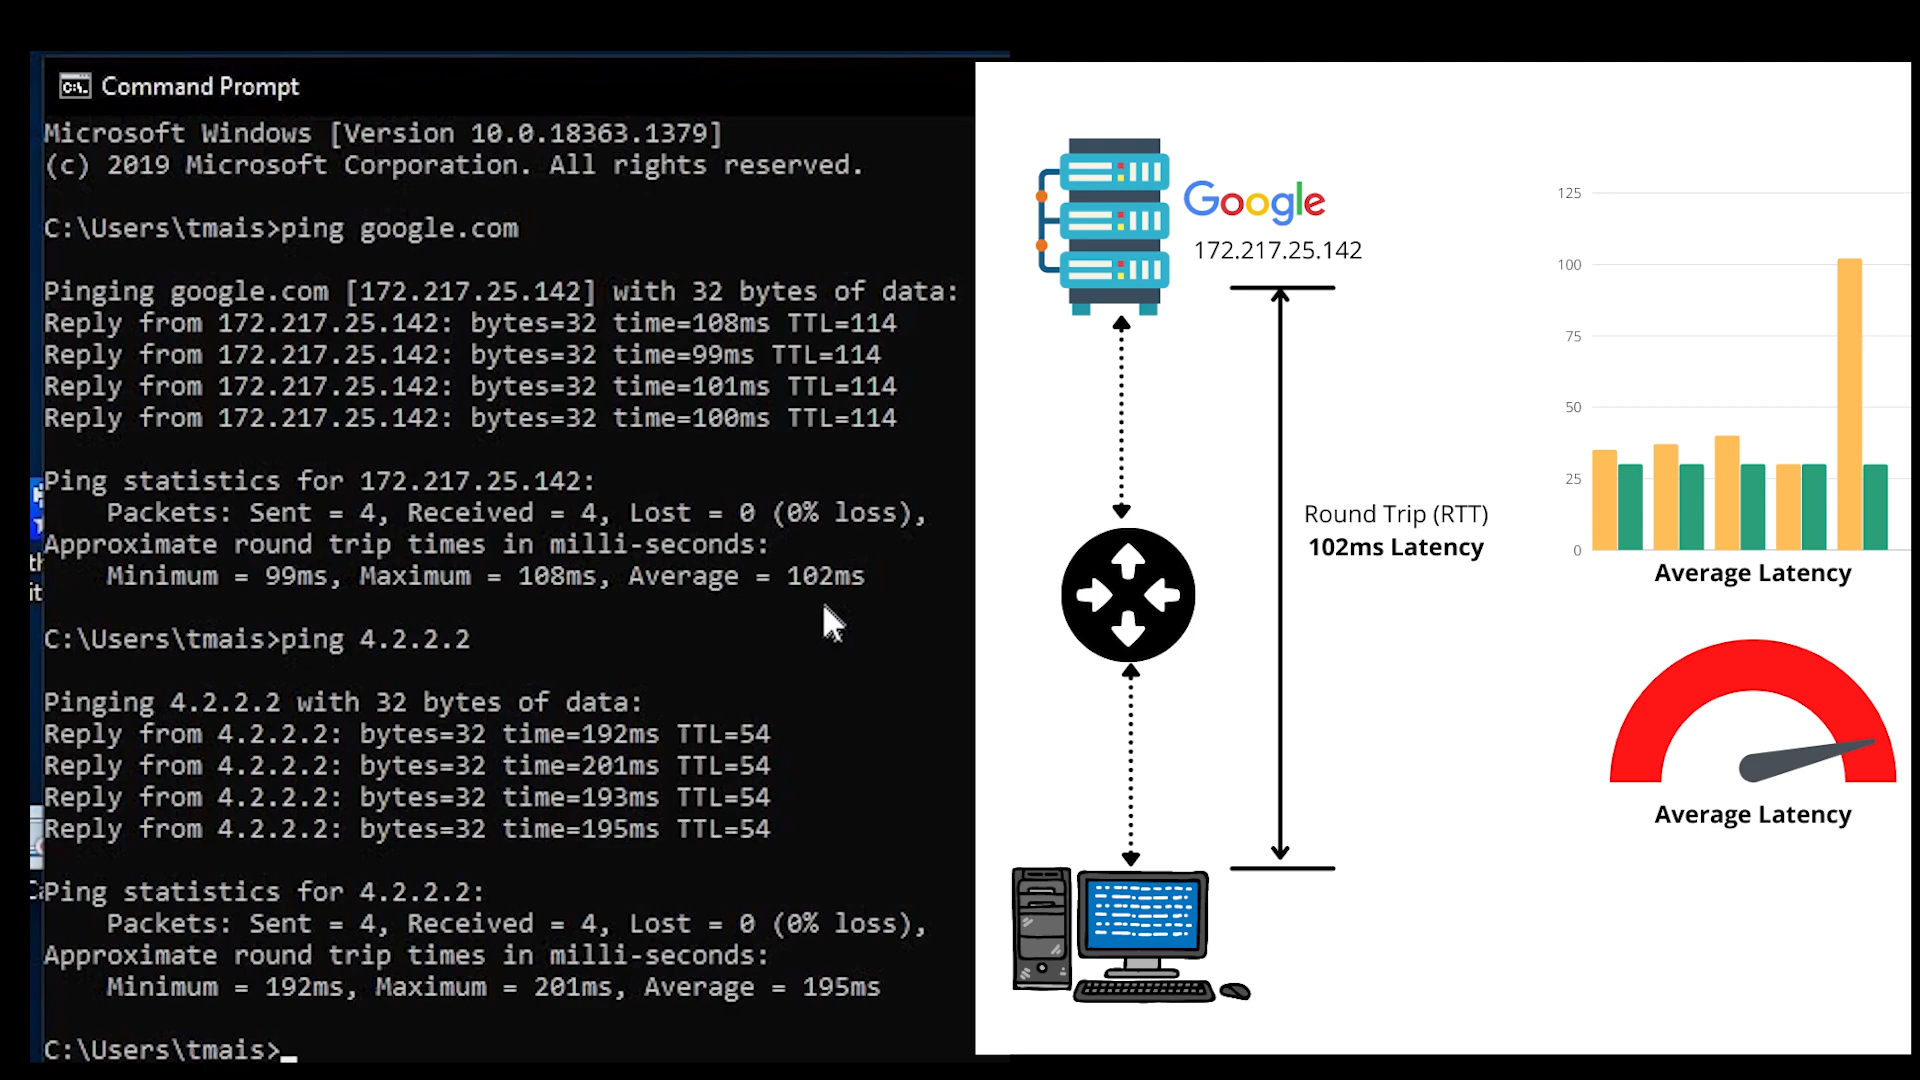 Command Prompt
Microsoft Windows [Version 10.0.18363.1379]
(c) 2019 Microsoft Corporation. All rights reserved.
C:\Users\tmais>ping google.com
Pinging google.com [172.217.25.142] with 32 bytes of data:
Reply from 172.217.25.142: bytes=32 time=108ms TTL=114
Reply from 172.217.25.142: bytes=32 time=99ms TTL=114
Reply from 172.217.25.142: bytes=32 time=101ms TTL=114
Reply from 172.217.25.142: bytes=32 time=100ms TTL=114
Ping statistics for 172.217.25.142:
Packets: Sent = 4, Received = 4, Lost = 0 (0% loss),
Approximate round trip times in milli-seconds:
Minimum = 99ms, Maximum = 108ms, Average = 102ms
C:\Users\tmais>ping 4.2.2.2
Pinging 4.2.2.2 with 32 bytes of data:
Reply from 4.2.2.2: bytes=32 time=192ms TTL=54
Reply from 4.2.2.2: bytes=32 time=201ms TTL=54
Reply from 4.2.2.2: bytes=32 time=193ms TTL=54
Reply from 4.2.2.2: bytes=32 time=195ms TTL=54
Ping statistics for 4.2.2.2:
Packets: Sent = 4, Received = 4, Lost = 0 (0% loss),
Approximate round trip times in milli-seconds:
Minimum = 192ms, Maximum = 201ms, Average = 195ms
C:\Users\tmais>_
Google
172.217.25.142
Round Trip (RTT)
102ms Latency
125
100
75
50
25
0
Average Latency
Average Latency